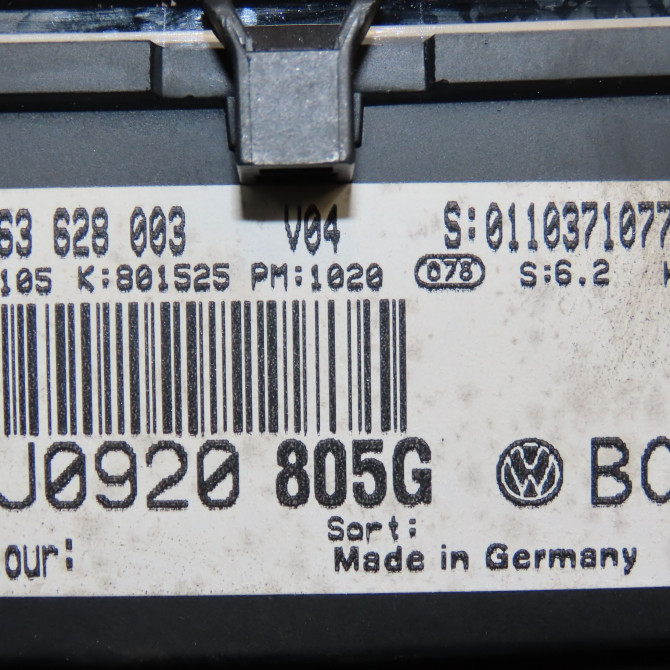 63 628 003 V04 S:0110371077
105 K:801525 PM:1020 078 S:6.2
J0920 805G BO
Sort:
our: Made in Germany